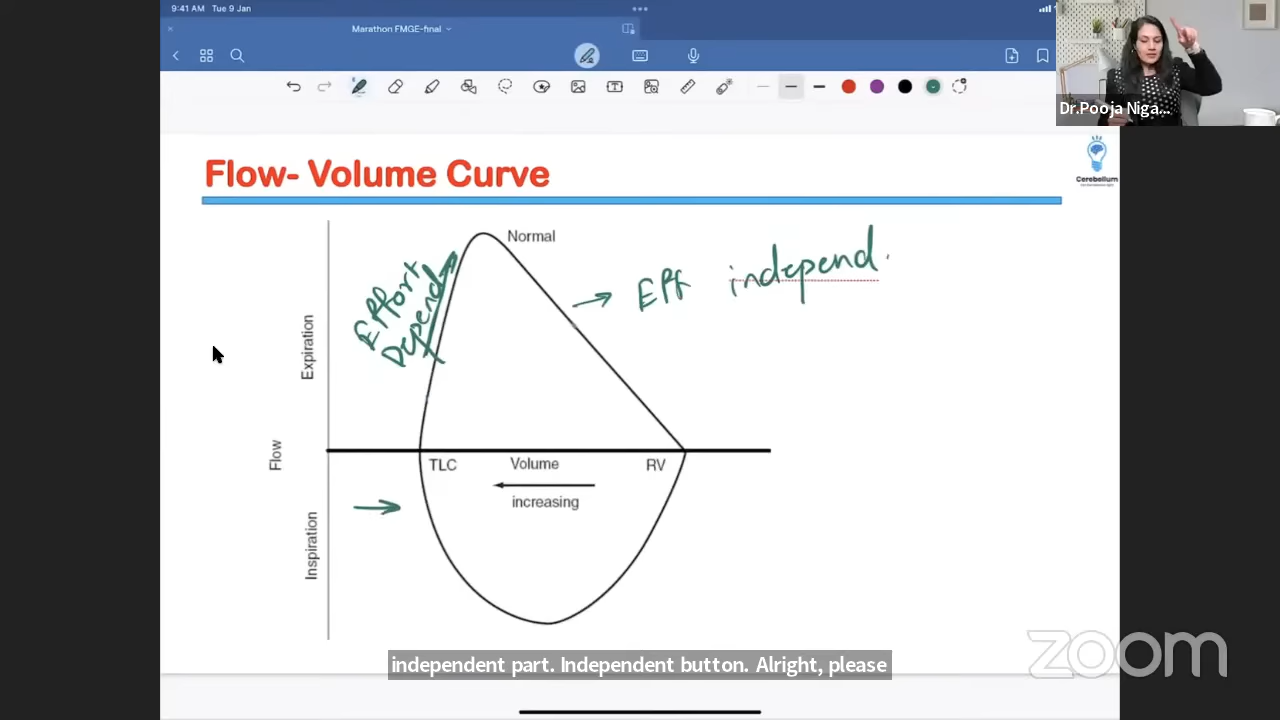 9:41 AM Tue 9 Jan
Marathon FMGE-final
Dr.Pooja Niga...
Flow- Volume Curve
Cerebellum
Normal
Effort
Depend
Eff independ.
Expiration
Flow
TLC Volume RV
increasing
Inspiration
independent part. Independent button. Alright, please
zoom